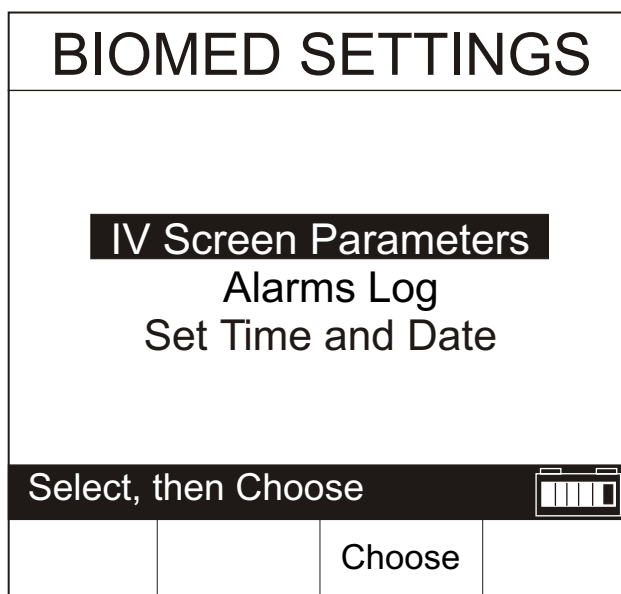 BIOMED SETTINGS
IV Screen Parameters
Alarms Log
Set Time and Date
Select, then Choose
Choose